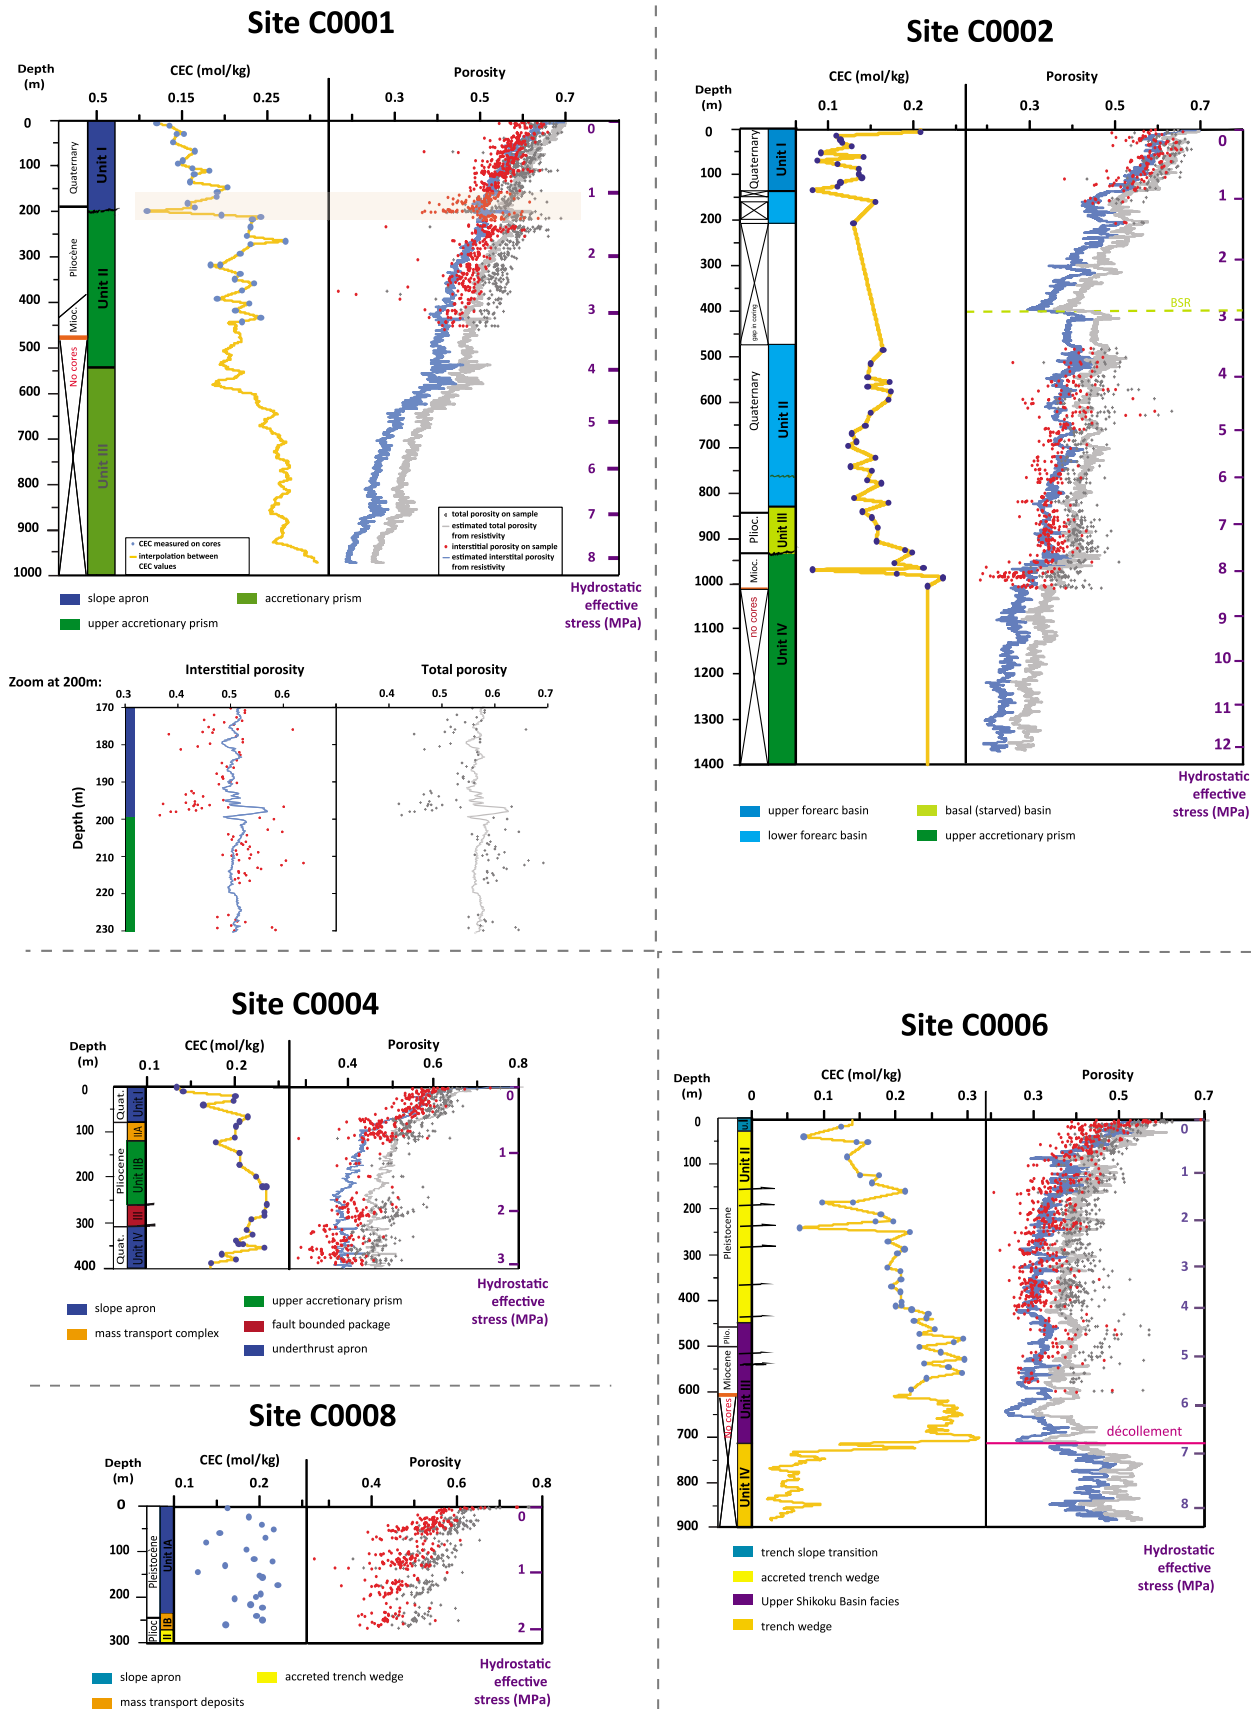 Site C0001
Depth
(m)
CEC (mol/kg)
Porosity
0.5
0.15
0.25
0.3
0.5
0.7
0
100
200
300
400
500
600
700
800
900
1000
Quaternary
Pliocène
Mioc.
No cores
Unit I
Unit II
Unit III
0
1
2
3
4
5
6
7
8
CEC measured on cores
interpolation between
CEC values
total porosity on sample
estimated total porosity
from resistivity
interstitial porosity on sample
estimated interstital porosity
from resistivity
Hydrostatic
effective
stress (MPa)
slope apron
accretionary prism
upper accretionary prism
Zoom at 200m:
Interstitial porosity
Total porosity
0.3
0.4
0.5
0.6
0.4
0.5
0.6
0.7
Depth (m)
170
180
190
200
210
220
230
Site C0002
Depth
(m)
CEC (mol/kg)
Porosity
0.1
0.2
0.3
0.5
0.7
0
100
200
300
400
500
600
700
800
900
1000
1100
1200
1300
1400
Quaternary
gap in coring
Quaternary
Plioc.
Mioc.
no cores
Unit I
Unit II
Unit III
Unit IV
BSR
0
1
2
3
4
5
6
7
8
9
10
11
12
Hydrostatic
effective
stress (MPa)
upper forearc basin
basal (starved) basin
lower forearc basin
upper accretionary prism
Site C0004
Depth
(m)
CEC (mol/kg)
Porosity
0.1
0.2
0.4
0.6
0.8
0
100
200
300
400
Quat.
Pliocene
Quat.
Unit I
IIA
Unit IIB
III
Unit IV
0
1
2
3
Hydrostatic
effective
stress (MPa)
slope apron
mass transport complex
upper accretionary prism
fault bounded package
underthrust apron
Site C0006
Depth
(m)
CEC (mol/kg)
Porosity
0
0.1
0.2
0.3
0.3
0.5
0.7
0
100
200
300
400
500
600
700
800
900
Pleistocene
Plio.
Miocene
No cores
Unit II
Unit III
Unit IV
décollement
0
1
2
3
4
5
6
7
8
Hydrostatic
effective
stress (MPa)
trench slope transition
accreted trench wedge
Upper Shikoku Basin facies
trench wedge
Site C0008
Depth
(m)
CEC (mol/kg)
Porosity
0.1
0.2
0.4
0.6
0.8
0
100
200
300
Pleistocène
Plioc
Unit IA
IB
II
0
1
2
Hydrostatic
effective
stress (MPa)
slope apron
accreted trench wedge
mass transport deposits